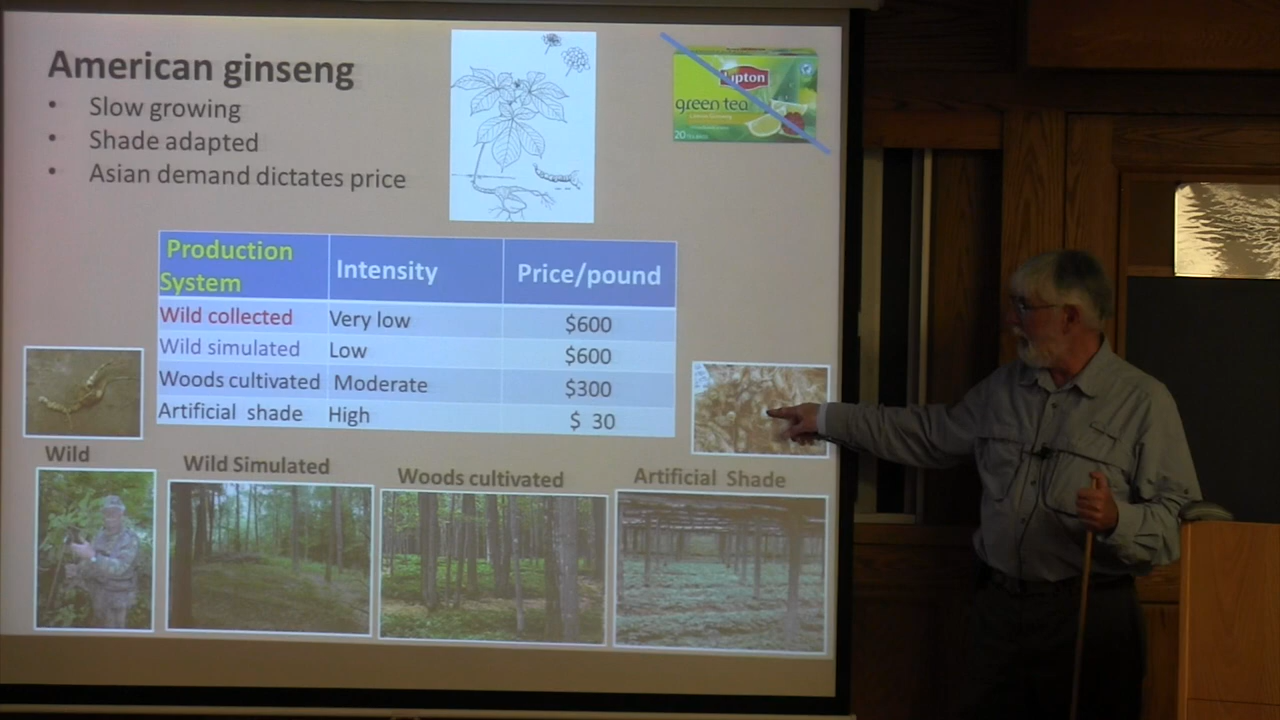 American ginseng
• Slow growing
• Shade adapted
• Asian demand dictates price
Lipton
green tea
20
Production System Intensity Price/pound
Wild collected Very low $600
Wild simulated Low $600
Woods cultivated Moderate $300
Artificial shade High $ 30
Wild
Wild Simulated
Woods cultivated
Artificial Shade